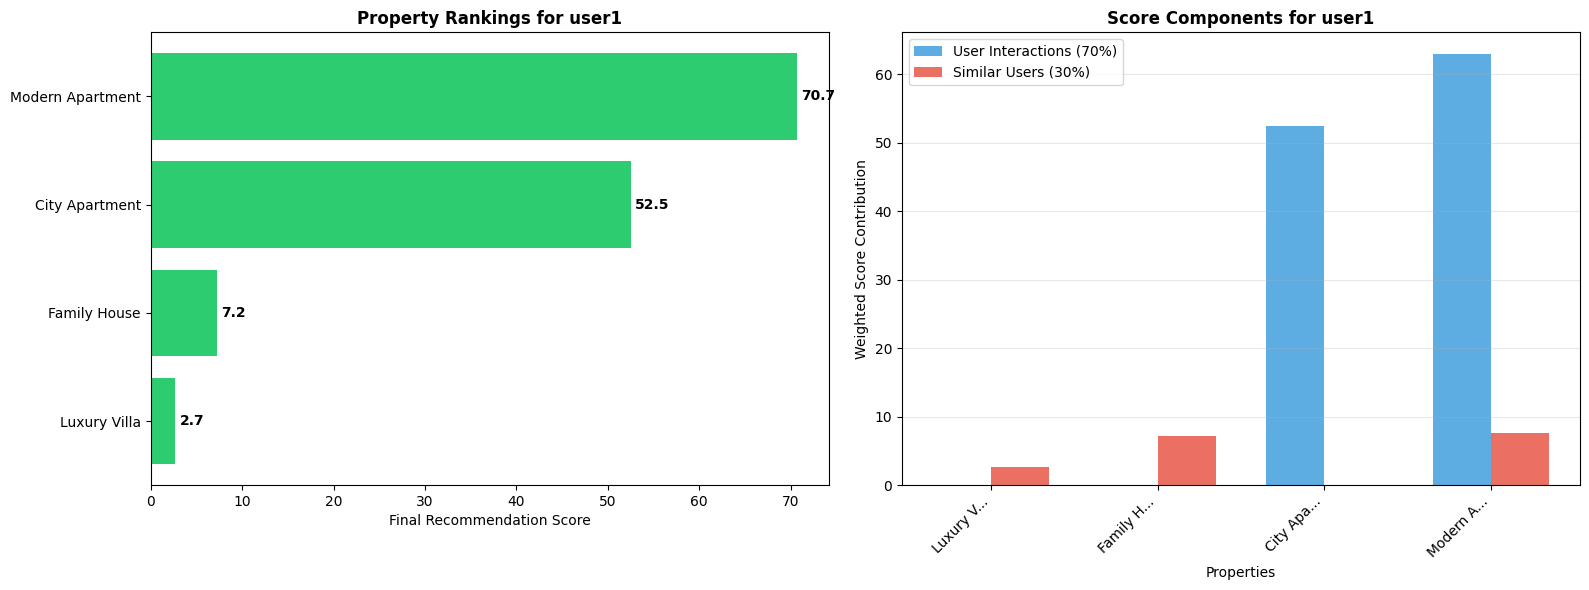 Property Rankings for user1
Modern Apartment
70.7
City Apartment
52.5
Family House
7.2
Luxury Villa
2.7
0 10 20 30 40 50 60 70
Final Recommendation Score
Score Components for user1
User Interactions (70%)
Similar Users (30%)
Weighted Score Contribution
60
50
40
30
20
10
0
Luxury V...
Family H...
City Apa...
Modern A...
Properties